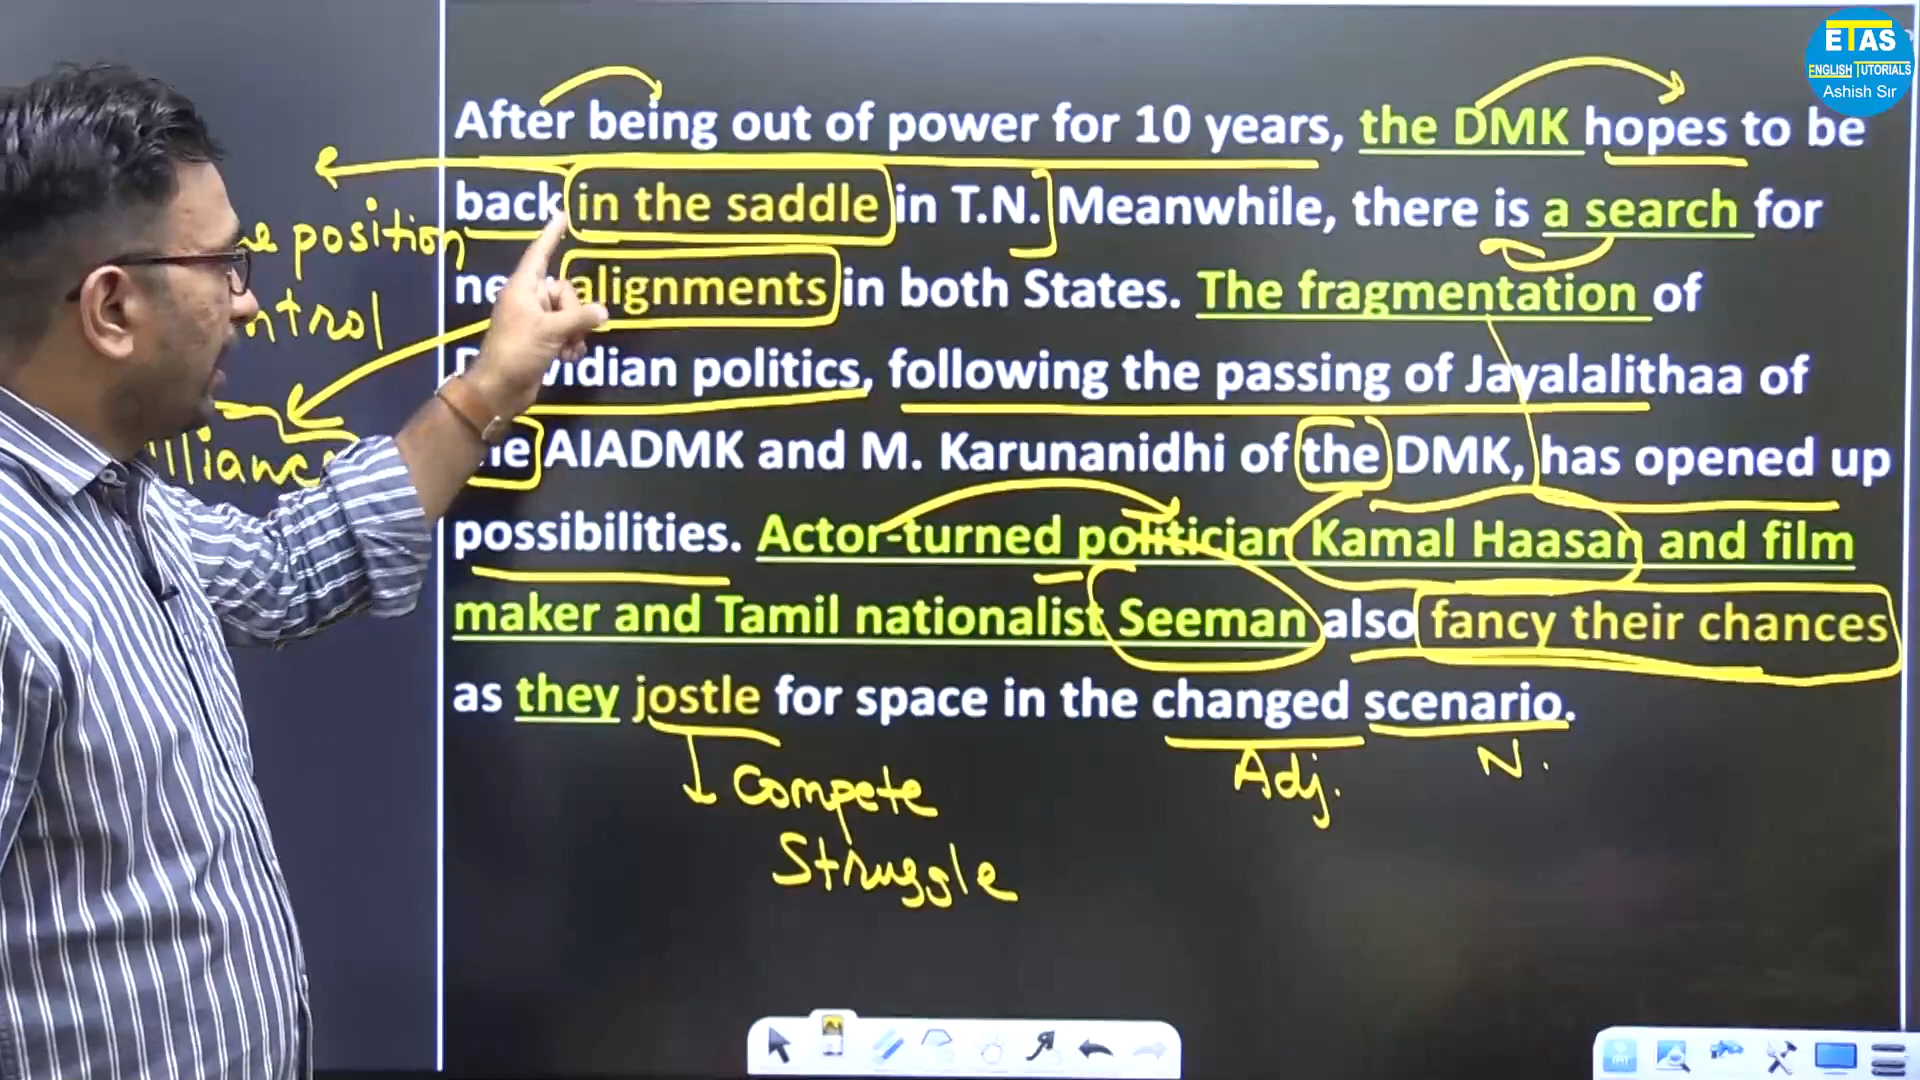 ETAS
ENGLISH TUTORIALS
Ashish Sir
After being out of power for 10 years, the DMK hopes to be
back in the saddle in T.N. Meanwhile, there is a search for
alignments in both States. The fragmentation of
politics, following the passing of Jayalalithaa of
AIADMK and M. Karunanidhi of the DMK, has opened up
possibilities. Actor-turned politician Kamal Haasan and film
maker and Tamil nationalist Seeman also fancy their chances
as they jostle for space in the changed scenario.
position
Compete
Struggle
Adj.
N.